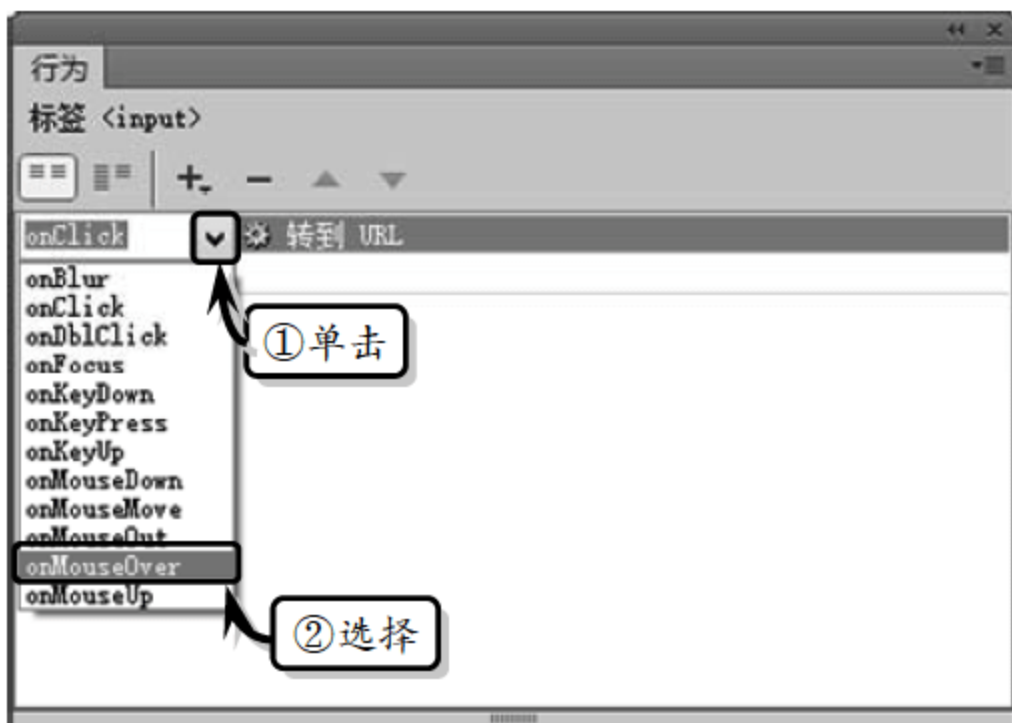 行为
标签 <input>
onClick 转到 URL
onBlur
onClick
onDblClick
①单击
onFocus
onKeyDown
onKeyPress
onKeyUp
onMouseDown
onMouseMove
onMouseOut
onMouseOver
onMouseUp
②选择